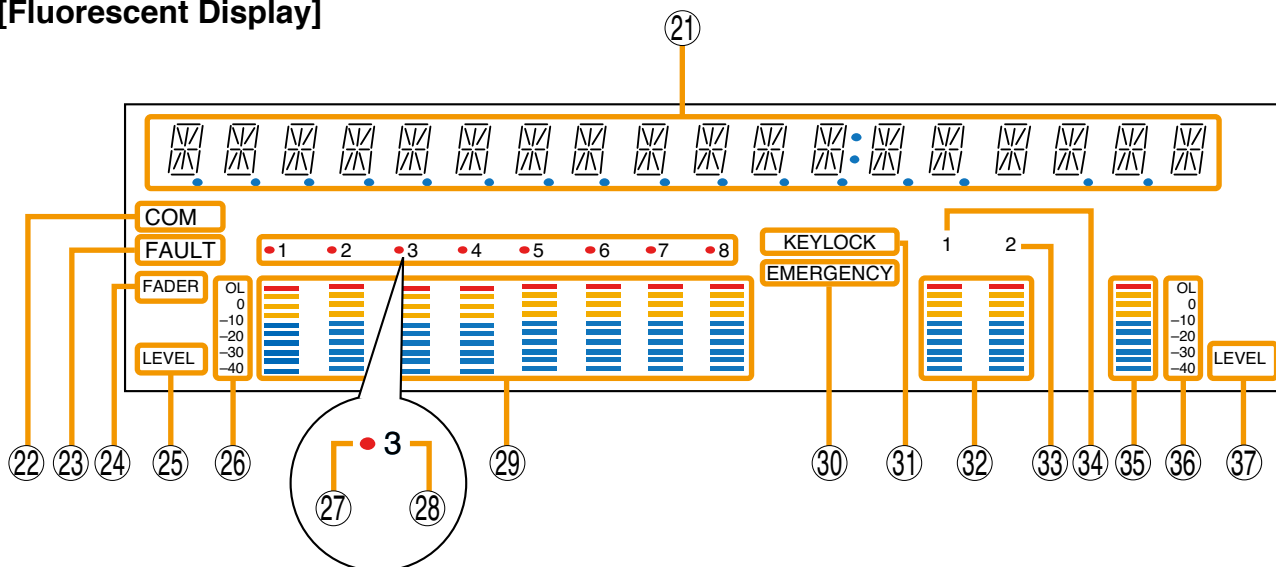 [Fluorescent Display]
㉑
COM
FAULT
1 2 3 4 5 6 7 8
KEYLOCK
1 2
EMERGENCY
FADER
OL
0
–10
–20
–30
–40
LEVEL
OL
0
–10
–20
–30
–40
LEVEL
3
㉒ ㉓ ㉔ ㉕ ㉖ ㉙ ㉚ ㉛ ㉜ ㉝ ㉞ ㉟ ㊱ ㊲
㉗ ㉘